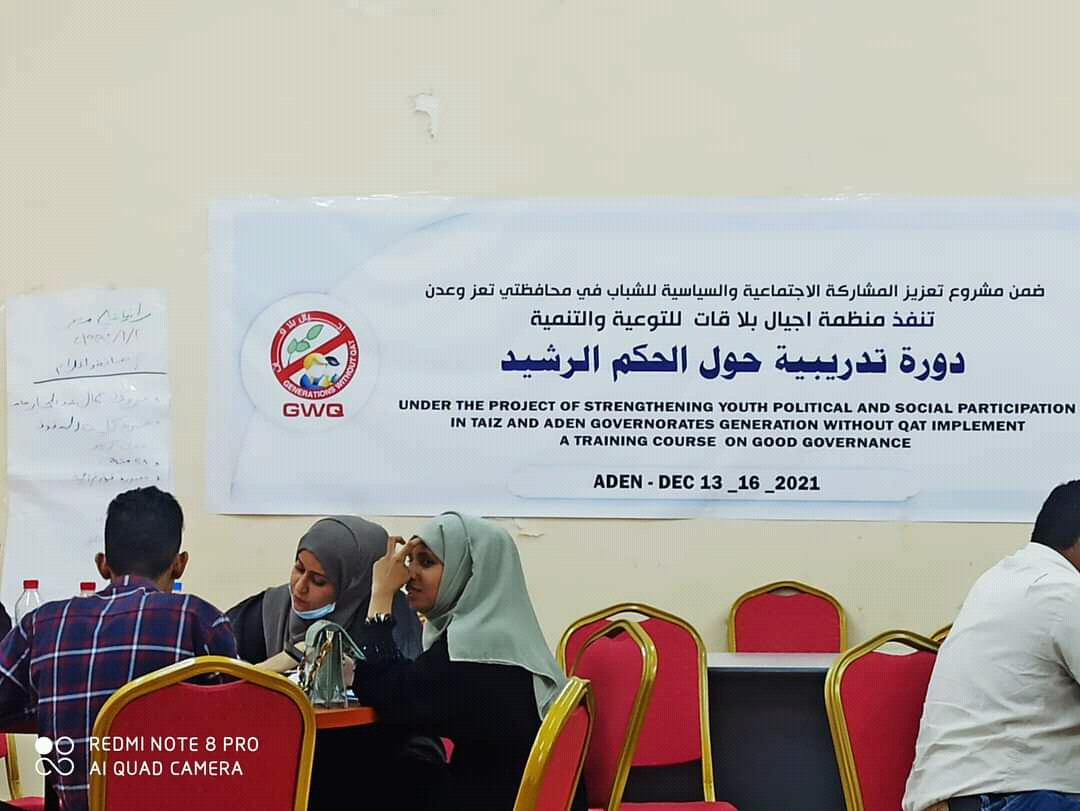 ضمن مشروع تعزيز المشاركة الاجتماعية والسياسية للشباب في محافظتي تعز وعدن
تنفذ منظمة اجيال بلا قات للتوعية والتنمية
دورة تدريبية حول الحكم الرشيد
UNDER THE PROJECT OF STRENGTHENING YOUTH POLITICAL AND SOCIAL PARTICIPATION
IN TAIZ AND ADEN GOVERNORATES GENERATION WITHOUT QAT IMPLEMENT
A TRAINING COURSE ON GOOD GOVERNANCE
ADEN - DEC 13 _16 _2021
اجيال بلا
GENERATIONS WITHOUT QAT
GWQ
REDMI NOTE 8 PRO
AI QUAD CAMERA